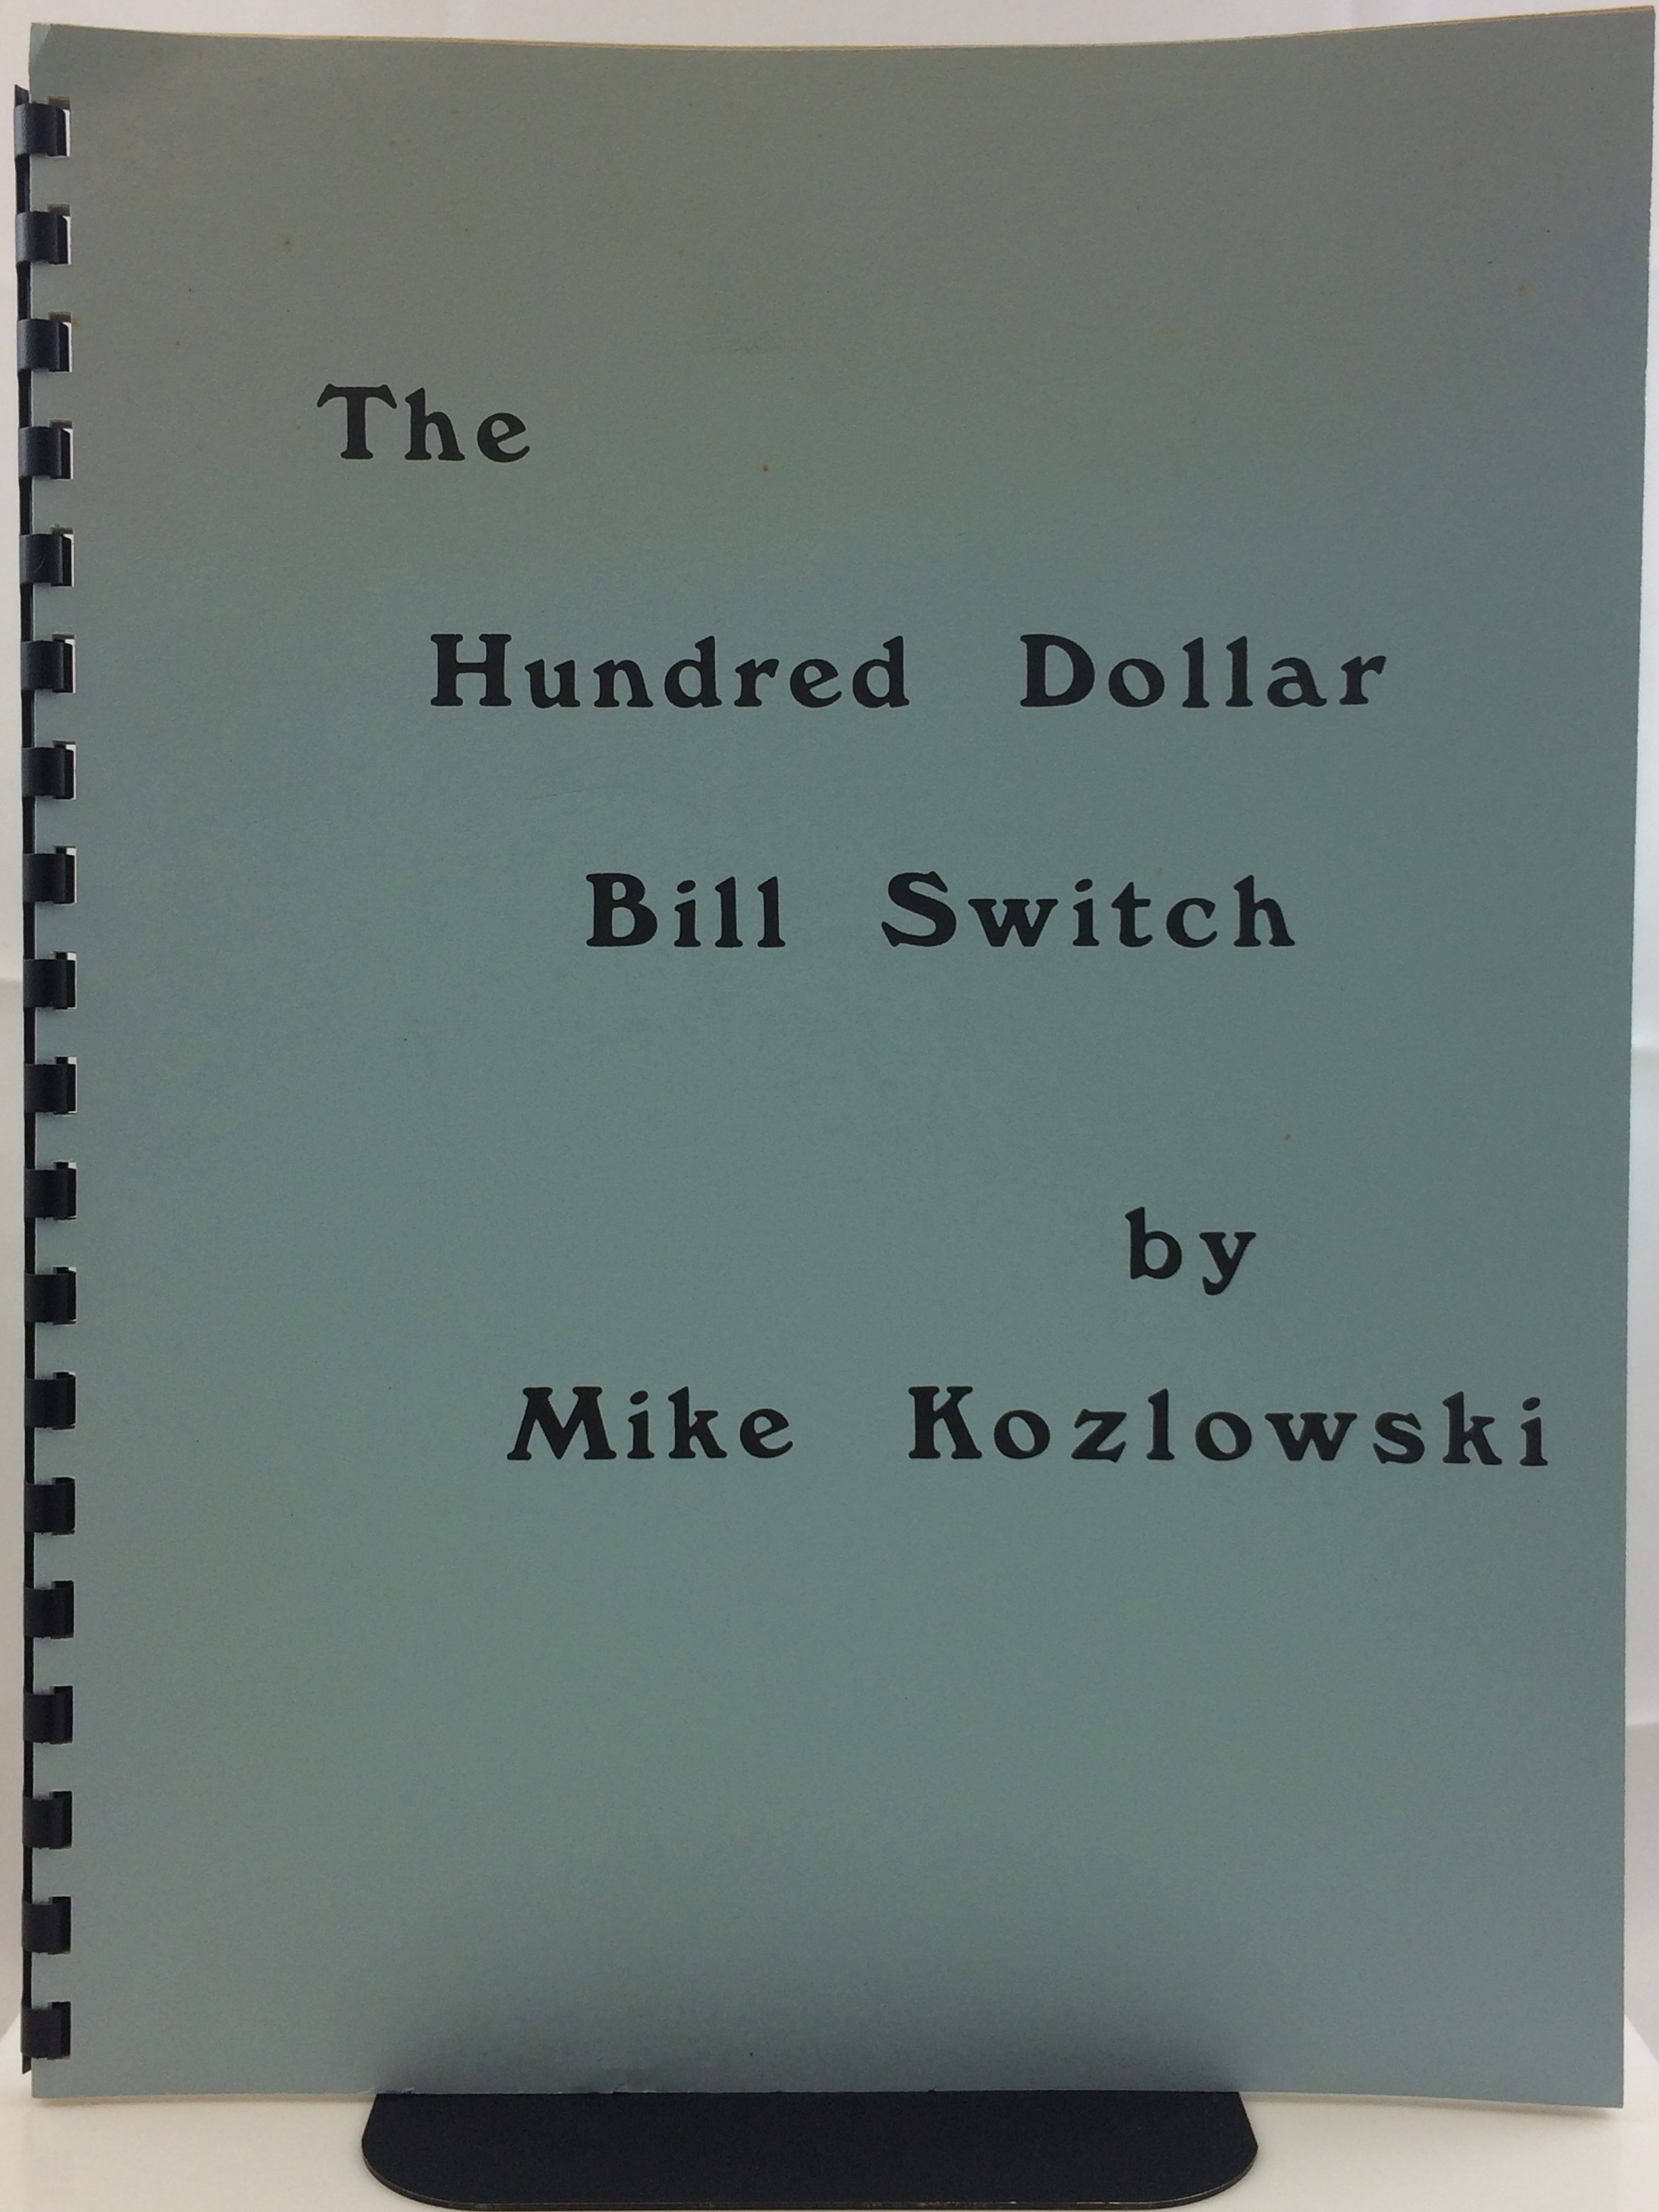 The
Hundred Dollar
Bill Switch
by
Mike Kozlowski